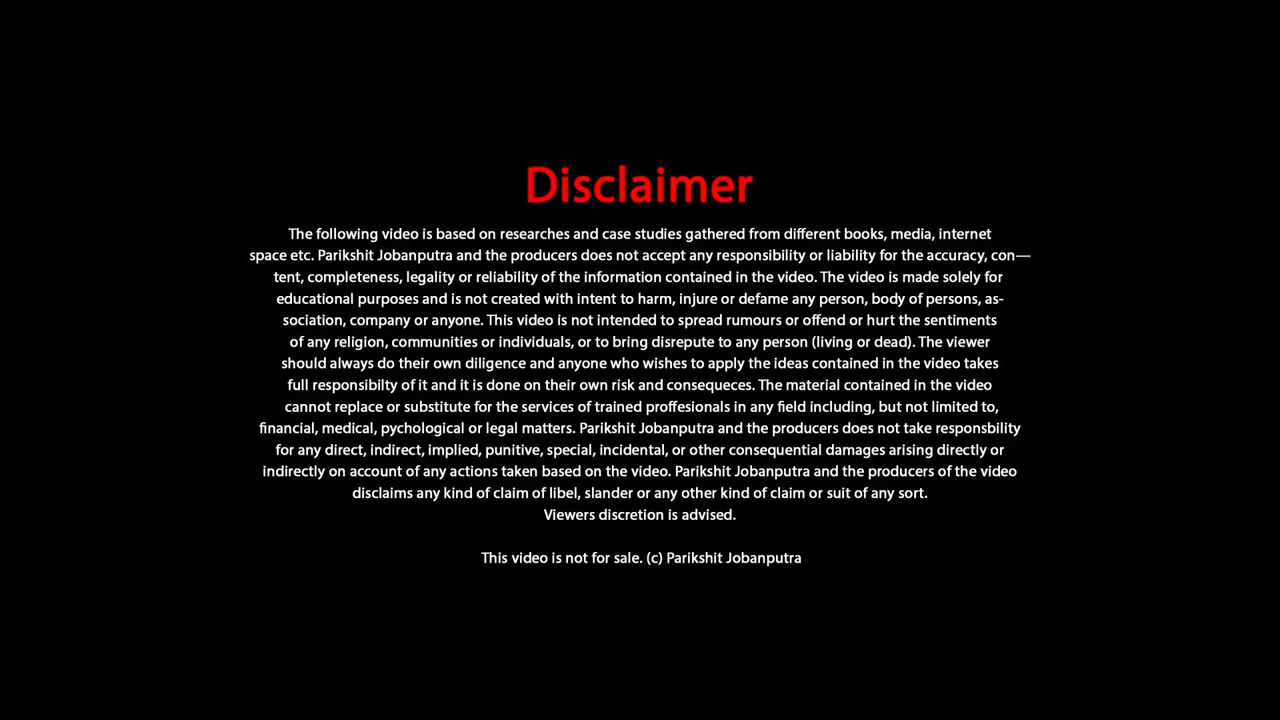 Disclaimer
The following video is based on researches and case studies gathered from different books, media, internet
space etc. Parikshit Jobanputra and the producers does not accept any responsibility or liability for the accuracy, con—
tent, completeness, legality or reliability of the information contained in the video. The video is made solely for
educational purposes and is not created with intent to harm, injure or defame any person, body of persons, as-
sociation, company or anyone. This video is not intended to spread rumours or offend or hurt the sentiments
of any religion, communities or individuals, or to bring disrepute to any person (living or dead). The viewer
should always do their own diligence and anyone who wishes to apply the ideas contained in the video takes
full responsibilty of it and it is done on their own risk and consequeces. The material contained in the video
cannot replace or substitute for the services of trained proffesionals in any field including, but not limited to,
financial, medical, pychological or legal matters. Parikshit Jobanputra and the producers does not take responsbility
for any direct, indirect, implied, punitive, special, incidental, or other consequential damages arising directly or
indirectly on account of any actions taken based on the video. Parikshit Jobanputra and the producers of the video
disclaims any kind of claim of libel, slander or any other kind of claim or suit of any sort.
Viewers discretion is advised.
This video is not for sale. (c) Parikshit Jobanputra